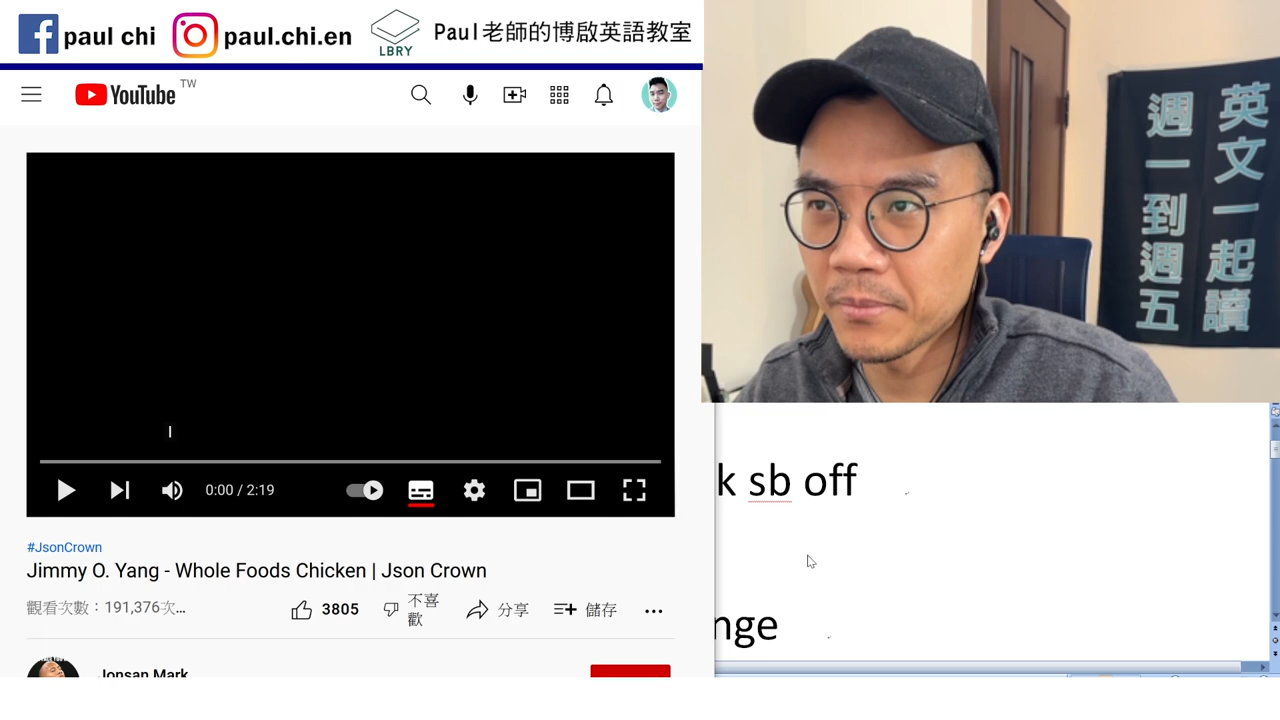 paul chi
paul.chi.en
LBRY
Paul老師的博啟英語教室
YouTube TW
0:00 / 2:19
#JsonCrown
Jimmy O. Yang - Whole Foods Chicken | Json Crown
觀看次數：191,376次...
3805
不喜歡
分享
儲存
Jonsan Mark
英文一起讀
週一到週五
k sb off
nge